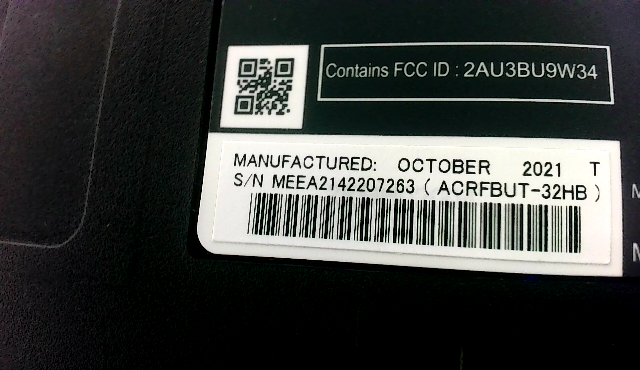 Contains FCC ID : 2AU3BU9W34
MANUFACTURED: OCTOBER 2021 T
S/N MEEA2142207263 ( ACRFBUT-32HB )
M
M